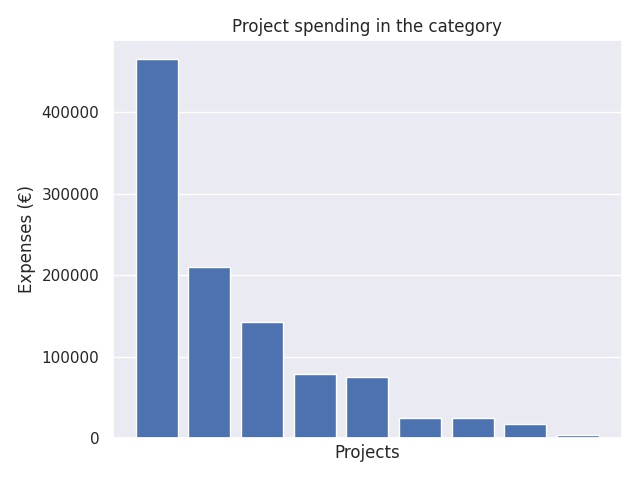 Project spending in the category
400000
300000
200000
100000
0
Expenses (€)
Projects